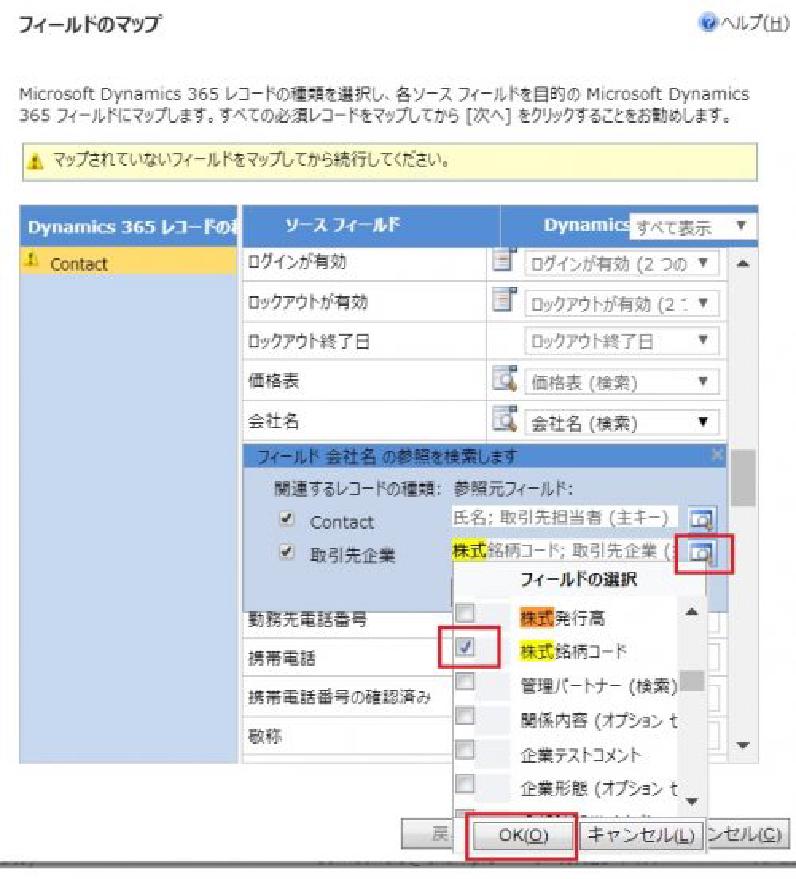 フィールドのマップ
ヘルプ(H)
Microsoft Dynamics 365 レコードの種類を選択し、各ソース フィールドを目的の Microsoft Dynamics
365 フィールドにマップします。すべての必須レコードをマップしてから [次へ] をクリックすることをお勧めします。
マップされていないフィールドをマップしてから続行してください。
Dynamics 365 レコードの
ソース フィールド
Dynamics
すべて表示
Contact
ログインが有効
ログインが有効 (2 つの
ロックアウトが有効
ロックアウトが有効 (2
ロックアウト終了日
ロックアウト終了日
価格表
価格表 (検索)
会社名
会社名 (検索)
フィールド 会社名 の参照を検索します
関連するレコードの種類:
参照元フィールド:
Contact
氏名; 取引先担当者 (主キー)
取引先企業
株式銘柄コード; 取引先企業 (
フィールドの選択
株式発行高
株式銘柄コード
管理パートナー (検索)
関係内容 (オプション セ
企業テストコメント
企業形態 (オプション セ
勤務先電話番号
携帯電話
携帯電話番号の確認済み
敬称
戻
OK(O)
キャンセル(L)
ンセル(C)